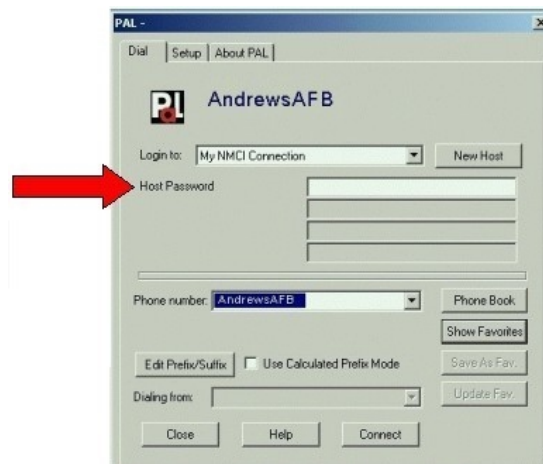 PAL -
Dial Setup About PAL
PAL AndrewsAFB
Login to: My NMCI Connection New Host
Host Password
Phone number: AndrewsAFB Phone Book
Show Favorites
Edit Prefix/Suffix Use Calculated Prefix Mode Save As Fav.
Dialing from: Update Fav.
Close Help Connect